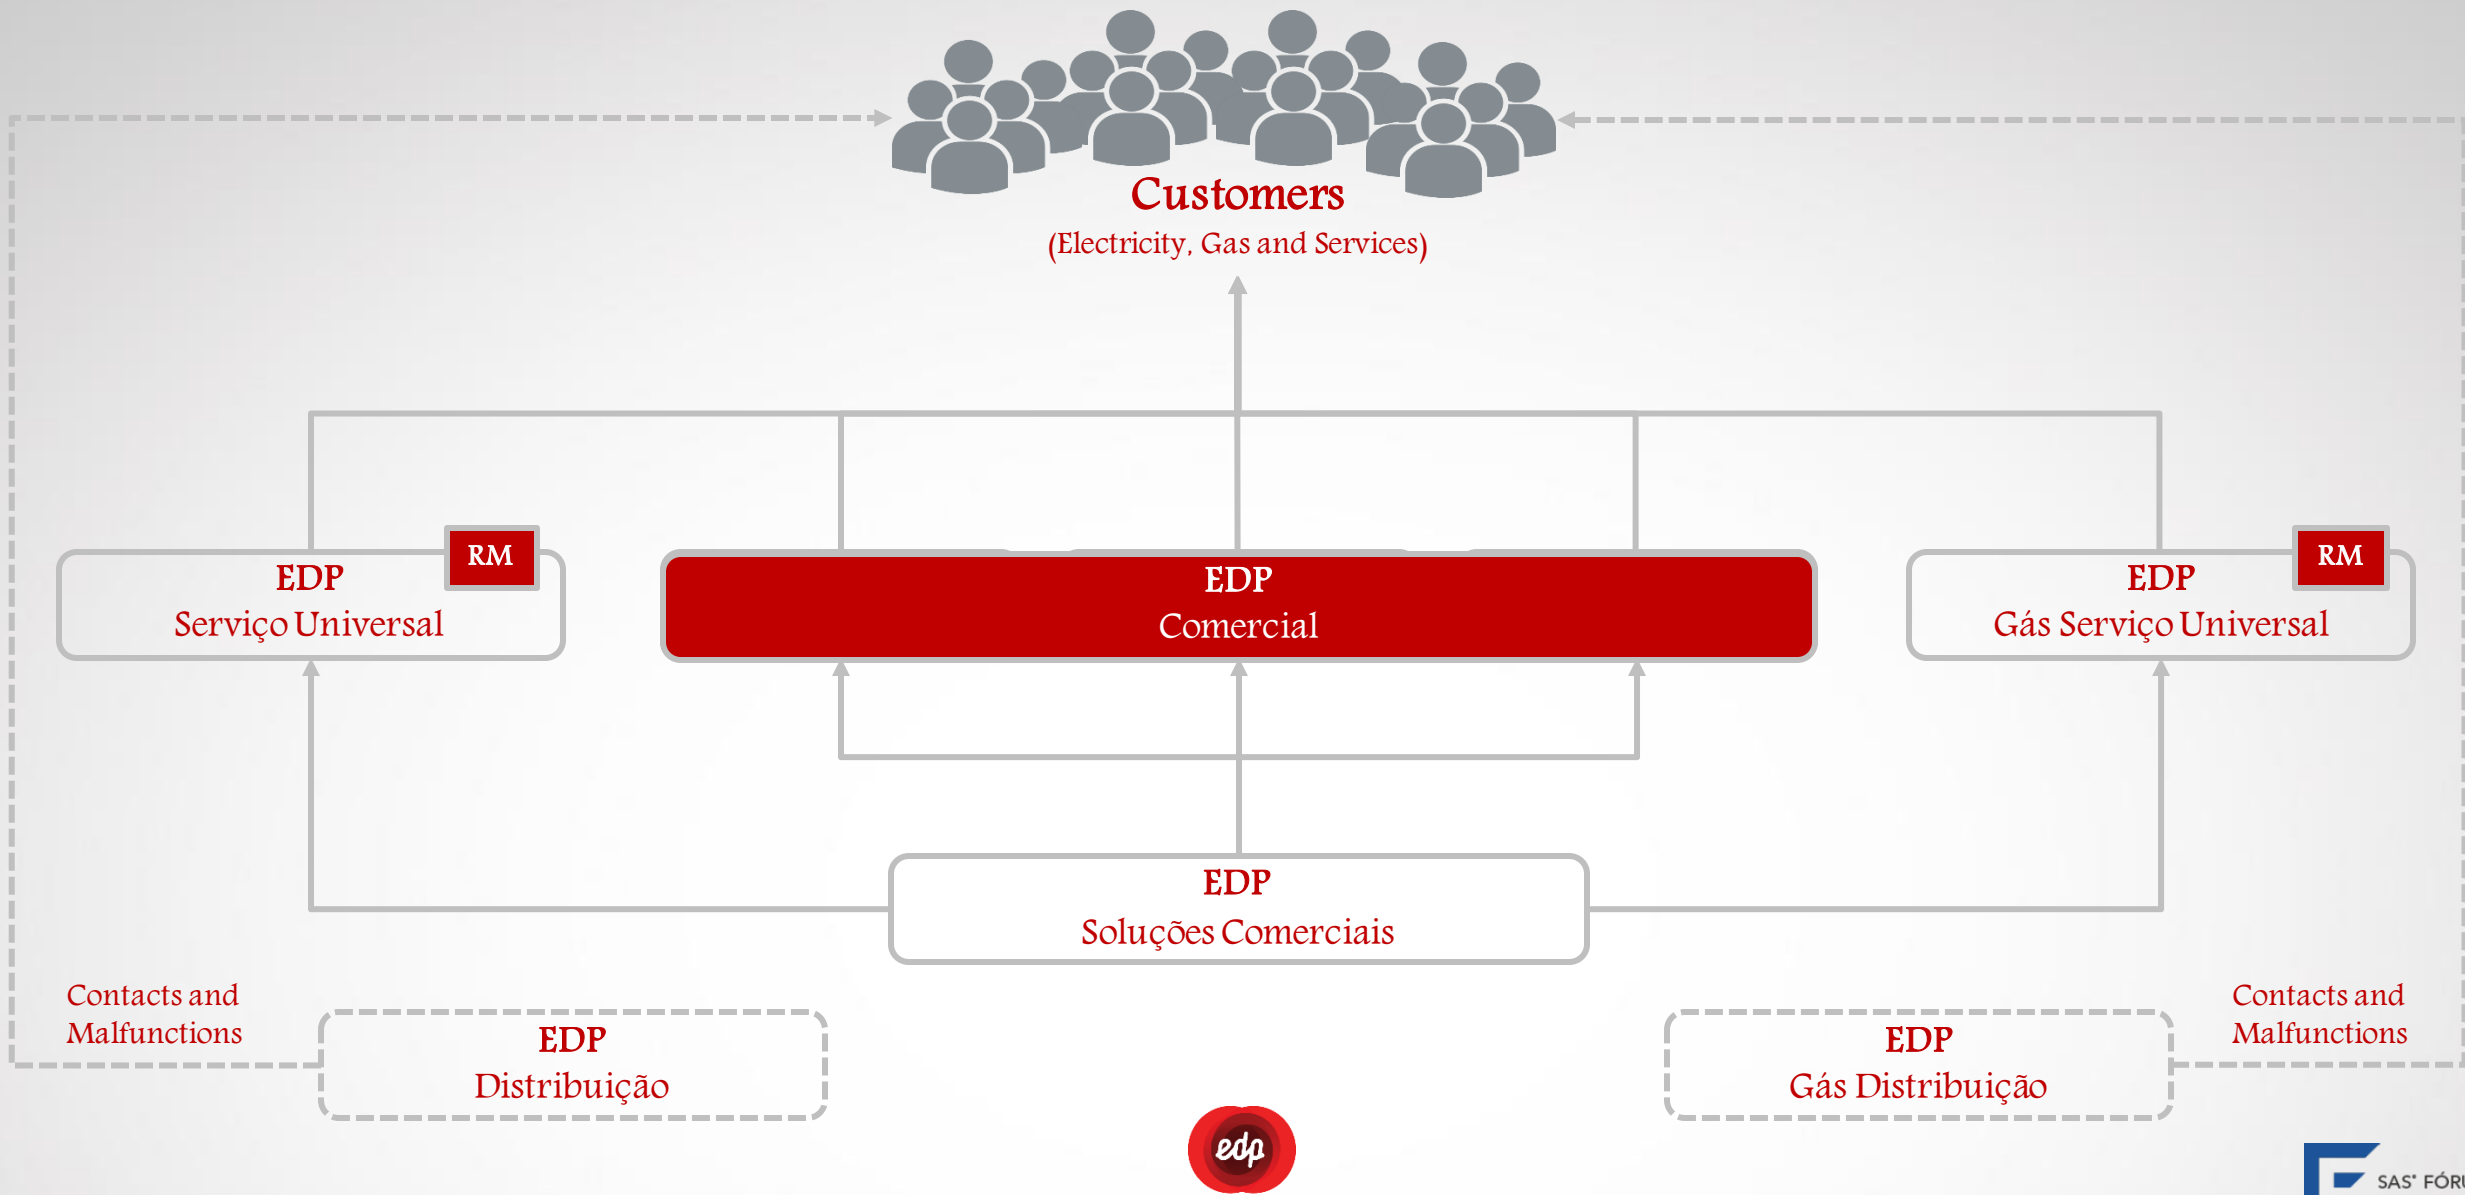 Customers
(Electricity, Gas and Services)
RM
EDP
Serviço Universal
EDP
Comercial
RM
EDP
Gás Serviço Universal
EDP
Soluções Comerciais
Contacts and
Malfunctions
EDP
Distribuição
EDP
Gás Distribuição
Contacts and
Malfunctions
edp
SAS®